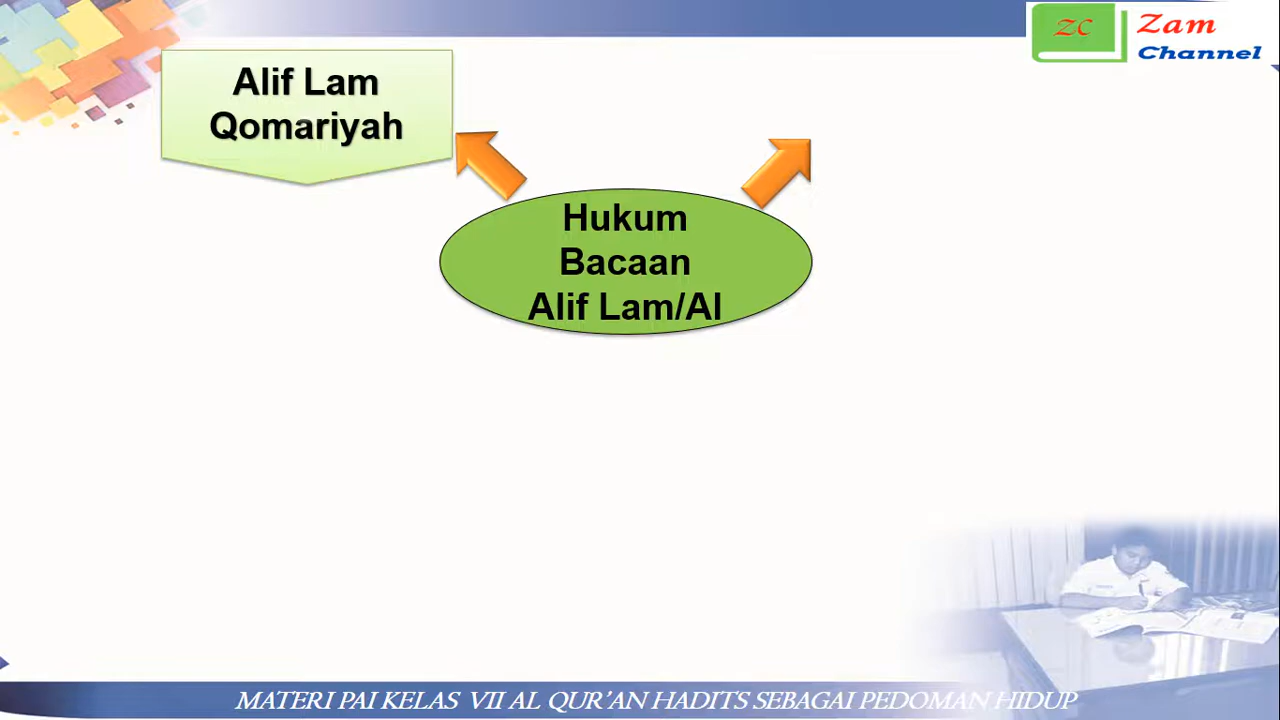 ZC
Zam
Channel
Alif Lam
Qomariyah
Hukum
Bacaan
Alif Lam/Al
MATERI PAI KELAS VII AL QUR'AN HADITS SEBAGAI PEDOMAN HIDUP